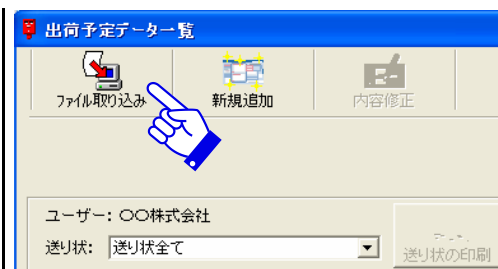 出荷予定データ一覧
ファイル取り込み 新規追加 内容修正
ユーザー: 〇〇株式会社
送り状: 送り状全て
送り状の印刷